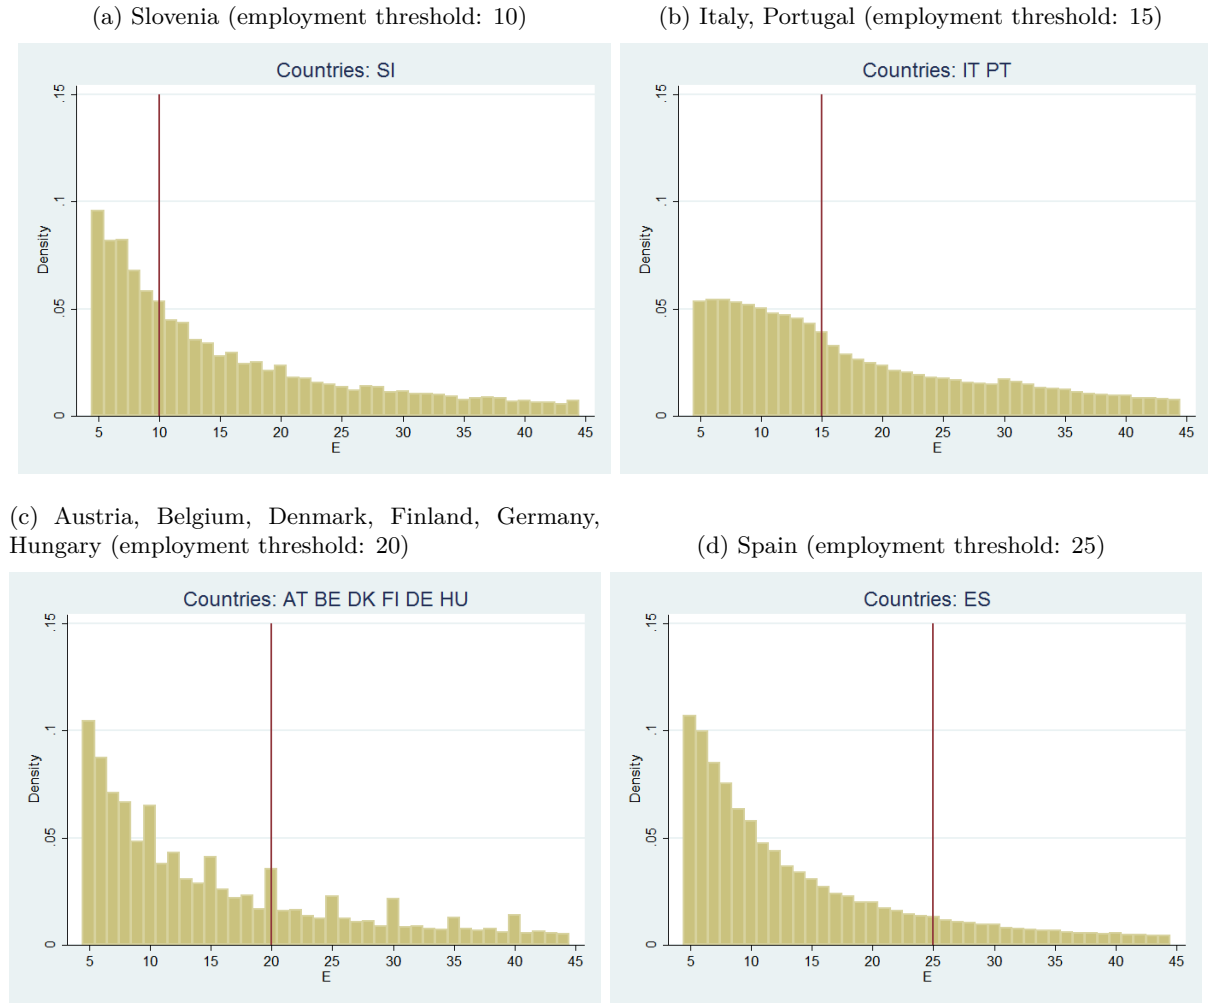 (a) Slovenia (employment threshold: 10)
Countries: SI
Density
.15
.1
.05
0
5 10 15 20 25 30 35 40 45
E
(b) Italy, Portugal (employment threshold: 15)
Countries: IT PT
Density
.15
.1
.05
0
5 10 15 20 25 30 35 40 45
E
(c) Austria, Belgium, Denmark, Finland, Germany,
Hungary (employment threshold: 20)
Countries: AT BE DK FI DE HU
Density
.15
.1
.05
0
5 10 15 20 25 30 35 40 45
E
(d) Spain (employment threshold: 25)
Countries: ES
Density
.15
.1
.05
0
5 10 15 20 25 30 35 40 45
E